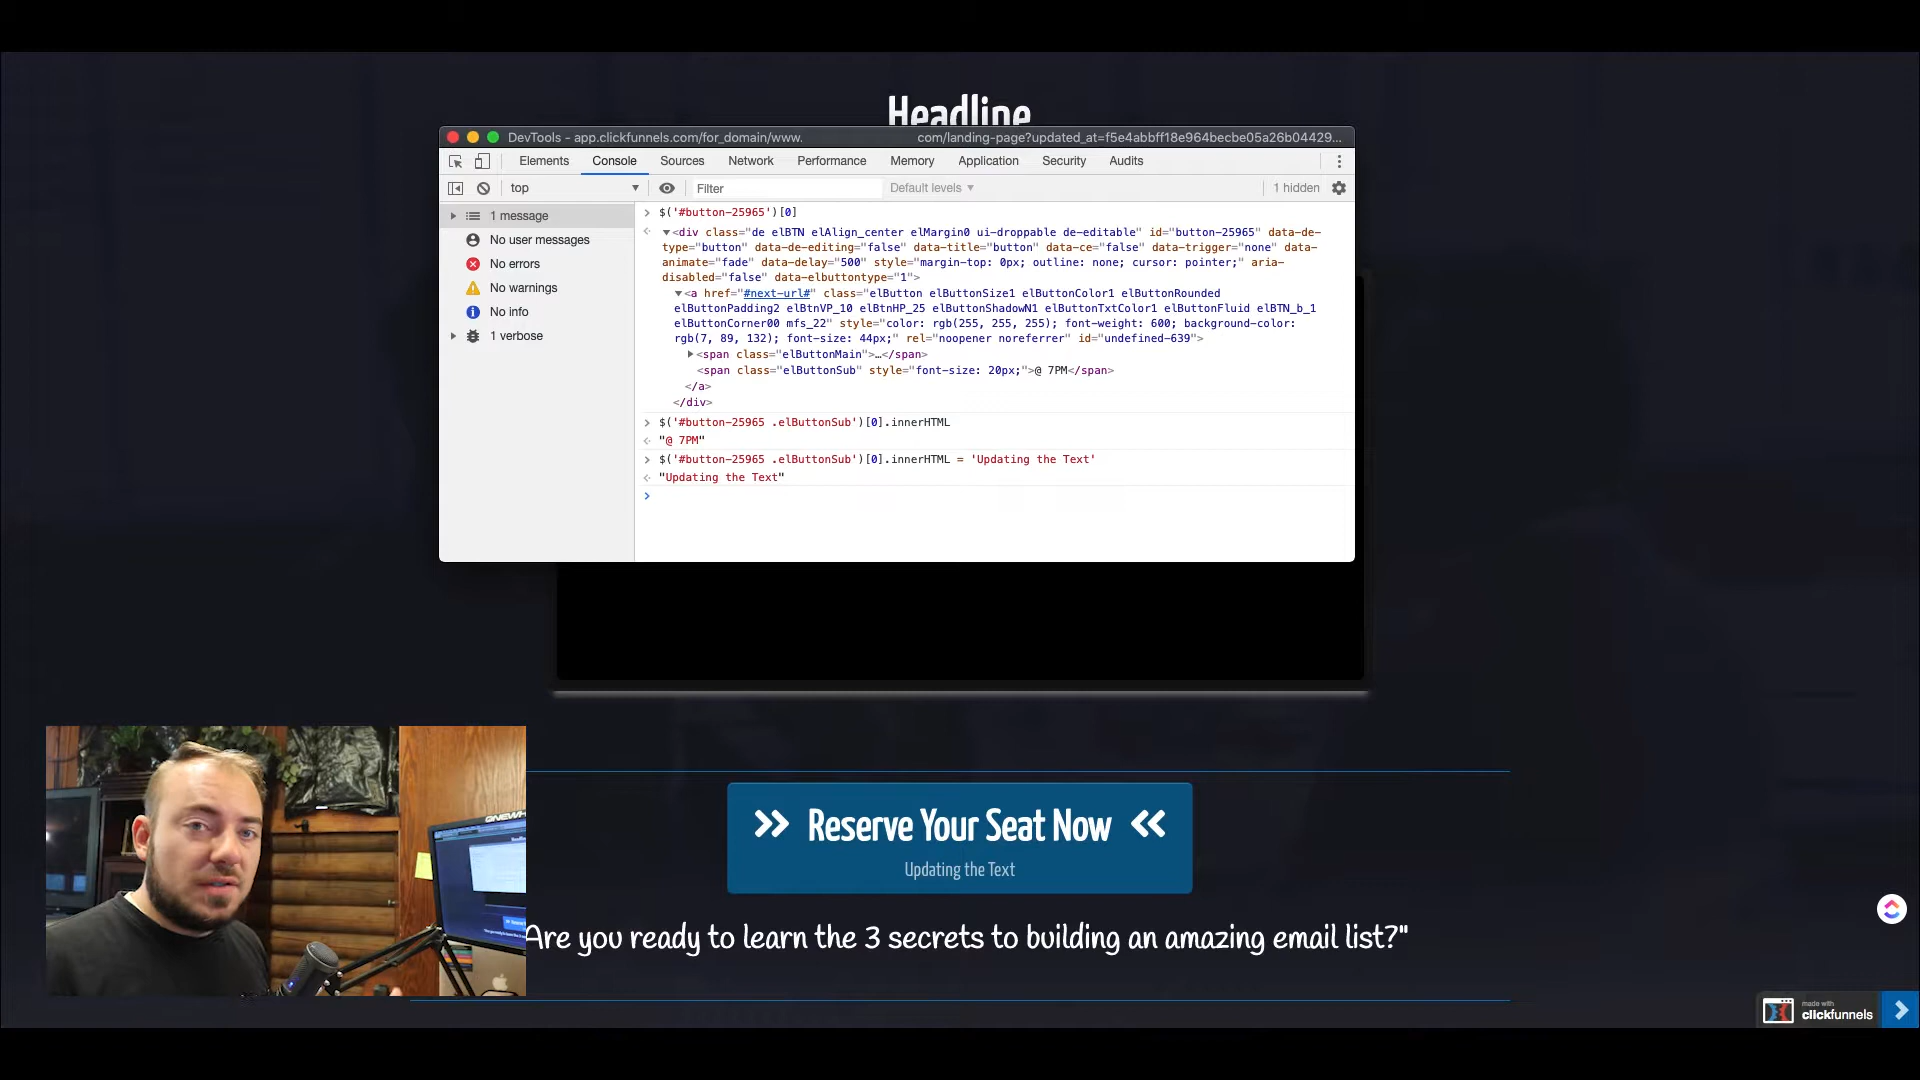 Headline
DevTools - app.clickfunnels.com/for_domain/www. com/landing-page?updated_at=f5e4abbff18e964becbe05a26b04429...
Elements Console Sources Network Performance Memory Application Security Audits
top Filter Default levels 1 hidden
1 message
No user messages
No errors
No warnings
No info
1 verbose
$('#button-25965')[0]
<div class="de elBTN elAlign_center elMargin0 ui-droppable de-editable" id="button-25965" data-de-
type="button" data-de-editing="false" data-title="button" data-ce="false" data-trigger="none" data-
animate="fade" data-delay="500" style="margin-top: 0px; outline: none; cursor: pointer;" aria-
disabled="false" data-elbuttontype="1">
<a href="#next-url#" class="elButton elButtonSize1 elButtonColor1 elButtonRounded
elButtonPadding2 elBtnVP_10 elBtnHP_25 elButtonShadowN1 elButtonTxtColor1 elButtonFluid elBTN_b_1
elButtonCorner00 mfs_22" style="color: rgb(255, 255, 255); font-weight: 600; background-color:
rgb(7, 89, 132); font-size: 44px;" rel="noopener noreferrer" id="undefined-639">
<span class="elButtonMain">…</span>
<span class="elButtonSub" style="font-size: 20px;">@ 7PM</span>
</a>
</div>
$('#button-25965 .elButtonSub')[0].innerHTML
"@ 7PM"
$('#button-25965 .elButtonSub')[0].innerHTML = 'Updating the Text'
"Updating the Text"
Reserve Your Seat Now
Updating the Text
Are you ready to learn the 3 secrets to building an amazing email list?"
made with
clickfunnels